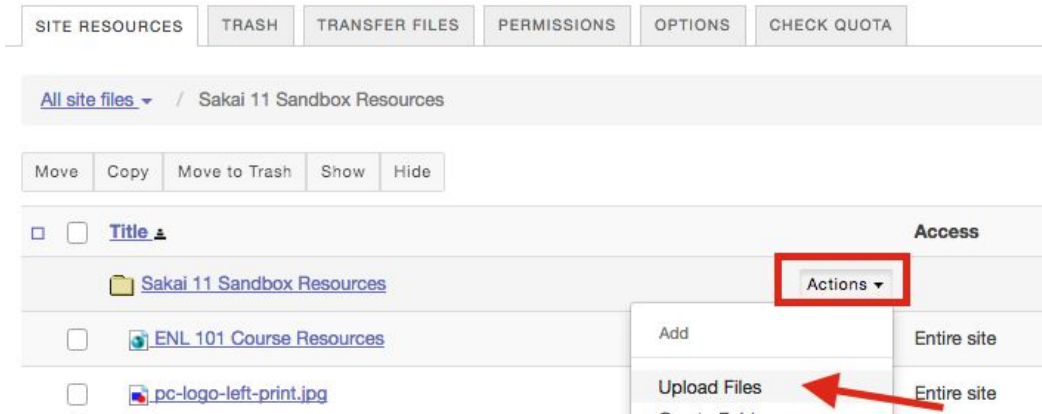 SITE RESOURCES TRASH TRANSFER FILES PERMISSIONS OPTIONS CHECK QUOTA
All site files / Sakai 11 Sandbox Resources
Move Copy Move to Trash Show Hide
Title Access
Sakai 11 Sandbox Resources Actions
ENL 101 Course Resources Add Entire site
pc-logo-left-print.jpg Upload Files Entire site